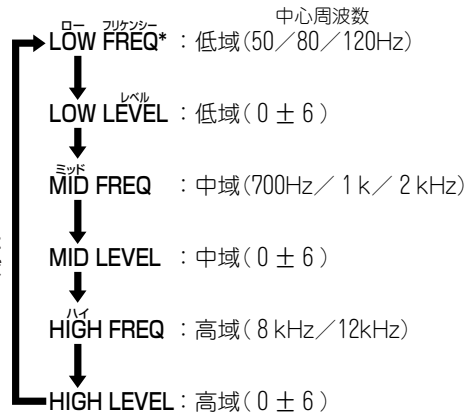 中心周波数
ロー フリケンシー
LOW FREQ* ：低域(50／80／120Hz)
レベル
LOW LEVEL ：低域(0±6)
ミッド
MID FREQ ：中域(700Hz／1k／2kHz)
MID LEVEL ：中域(0±6)
ハイ
HIGH FREQ ：高域(8kHz／12kHz)
HIGH LEVEL：高域(0±6)